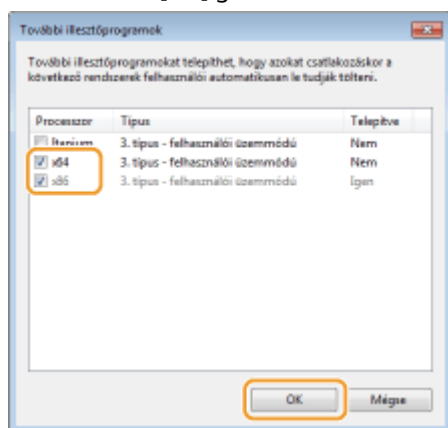 További illesztőprogramok
További illesztőprogramokat telepíthet, hogy azokat csatlakozáskor a
következő rendszerek felhasználói automatikusan le tudják tölteni.
Processzor Típus Telepítve
Itanium 3. típus - felhasználói üzemmódú Nem
x64 3. típus - felhasználói üzemmódú Nem
x86 3. típus - felhasználói üzemmódú Igen
OK Mégse